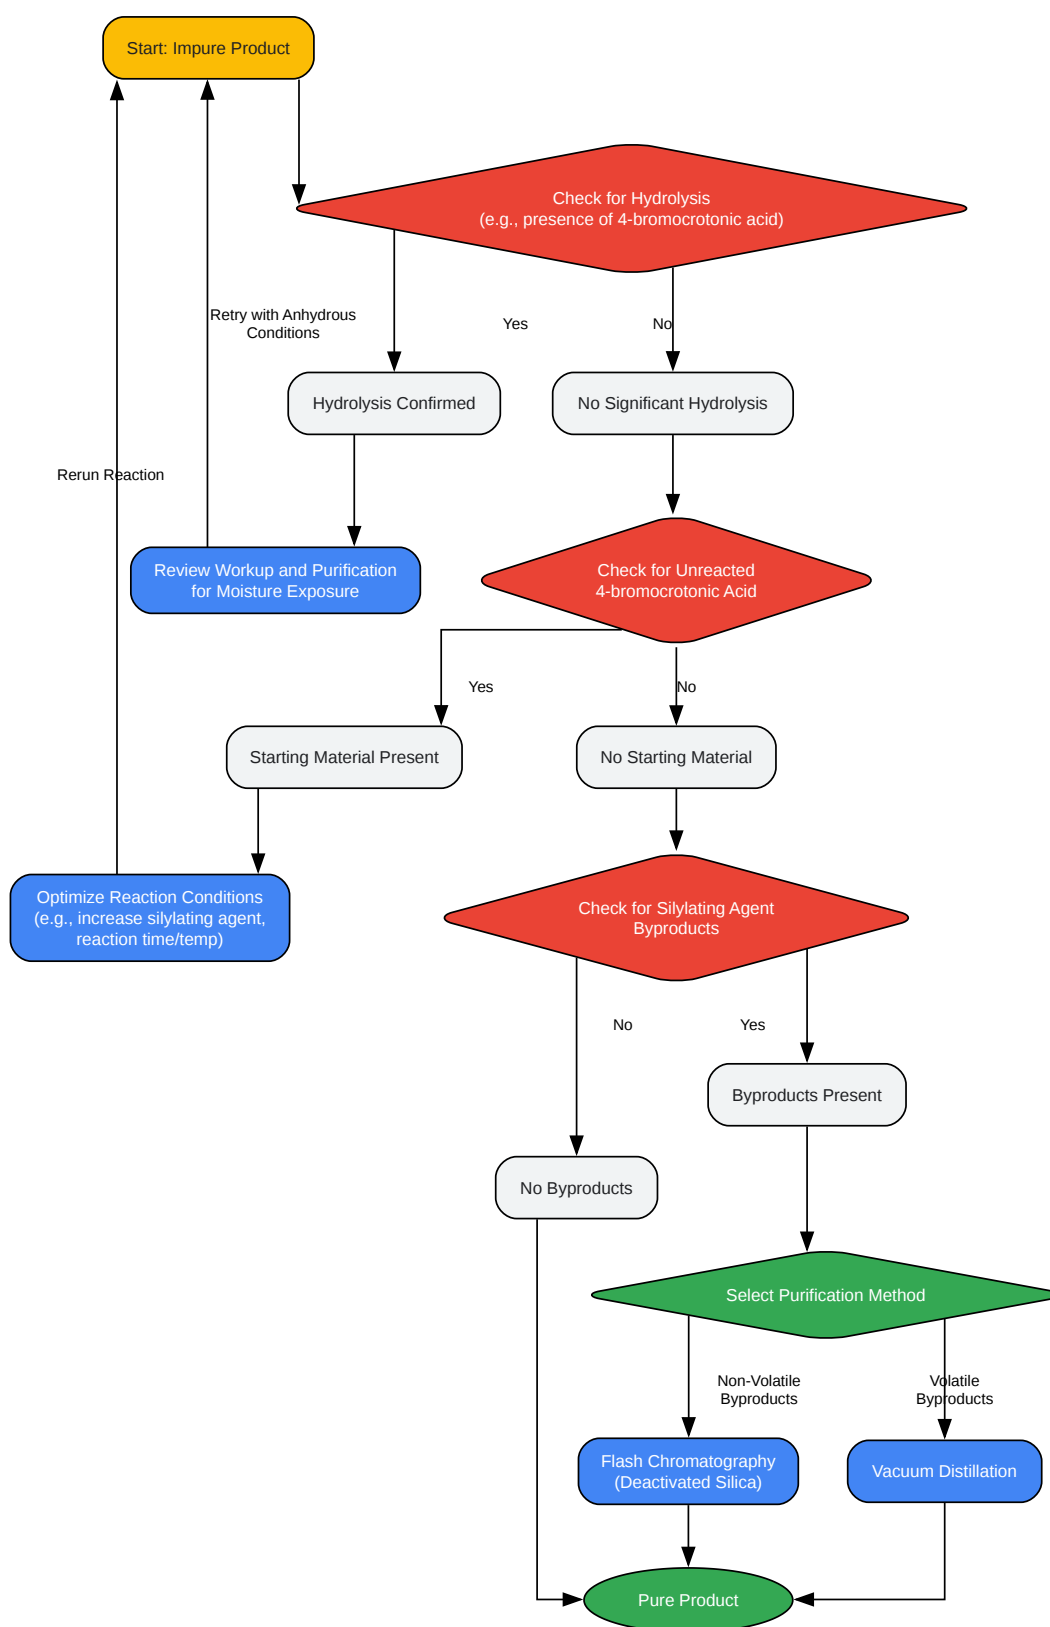 Start: Impure Product
Check for Hydrolysis
(e.g., presence of 4-bromocrotonic acid)
Retry with Anhydrous
Conditions
Yes
No
Hydrolysis Confirmed
No Significant Hydrolysis
Rerun Reaction
Review Workup and Purification
for Moisture Exposure
Check for Unreacted
4-bromocrotonic Acid
Yes
No
Starting Material Present
No Starting Material
Optimize Reaction Conditions
(e.g., increase silylating agent,
reaction time/temp)
Check for Silylating Agent
Byproducts
No
Yes
Byproducts Present
No Byproducts
Select Purification Method
Non-Volatile
Byproducts
Volatile
Byproducts
Flash Chromatography
(Deactivated Silica)
Vacuum Distillation
Pure Product